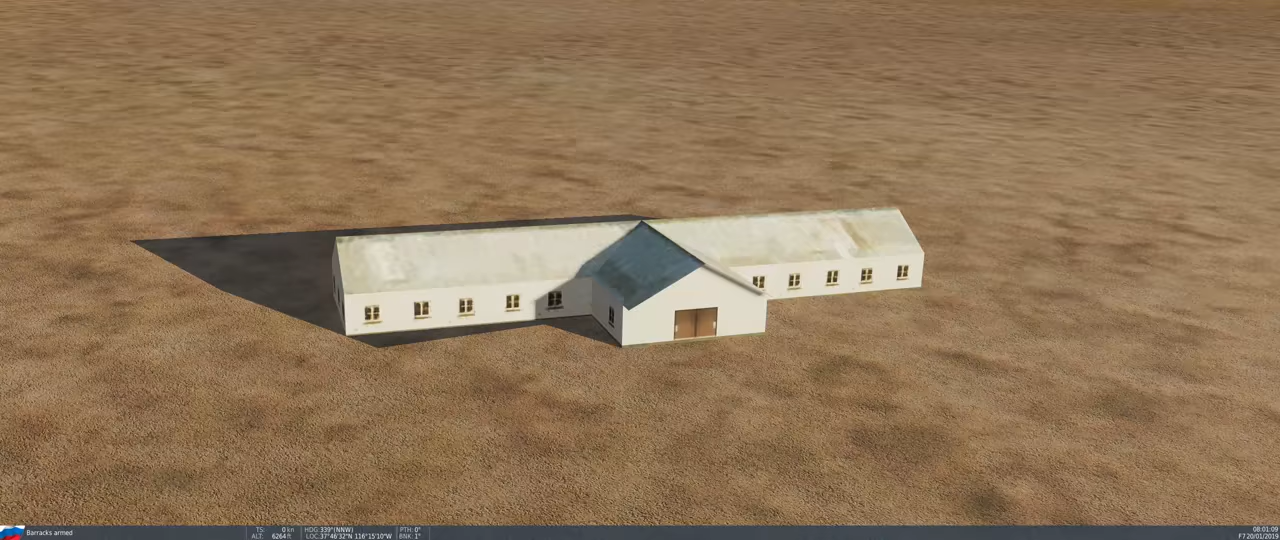 Barracks armed
TS: 0 kn
ALT: 6264 ft
HDG:339°(NNW)
LOC:37°46'32"N 116°15'10"W
PTH: 0°
BNK: 1°
08:01:09
F7 20/01/2019